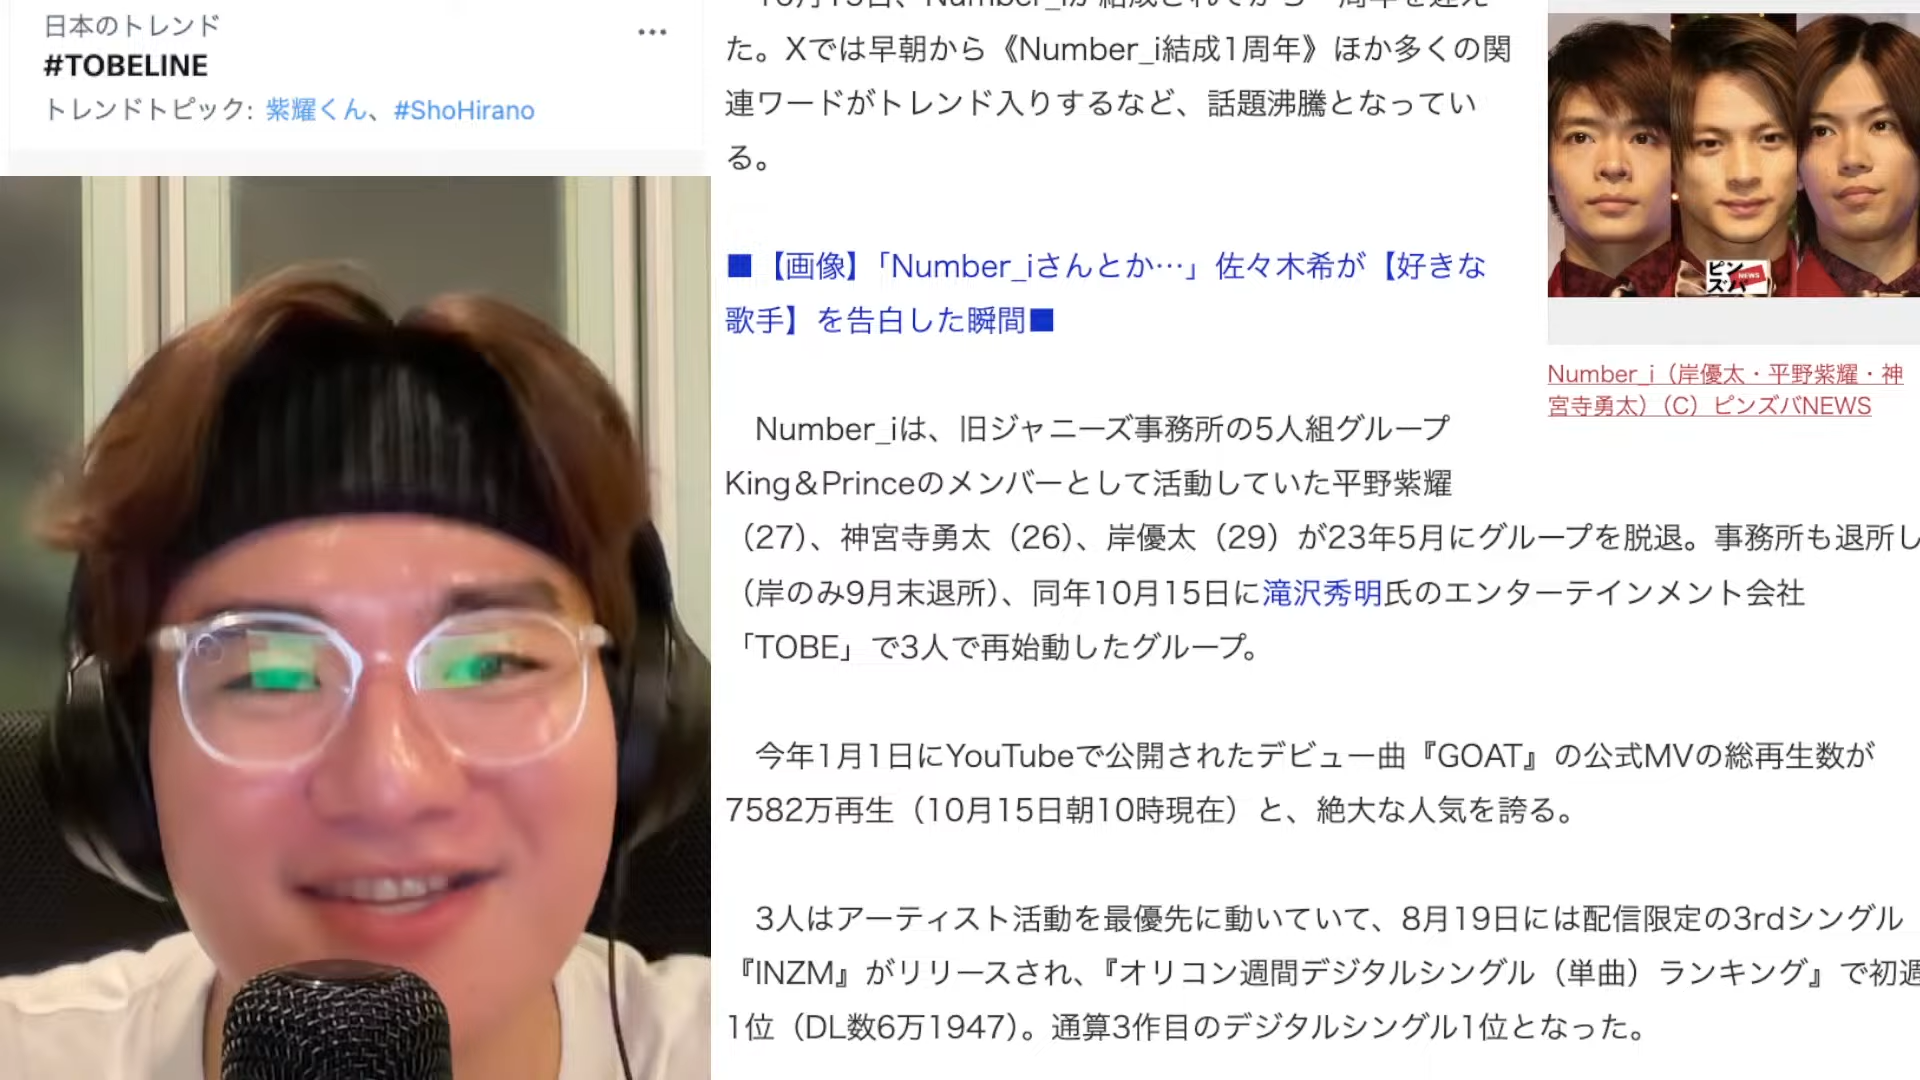 日本のトレンド
#TOBELINE
トレンドトピック: 紫耀くん、#ShoHirano
た。Xでは早朝から《Number_i結成1周年》ほか多くの関
連ワードがトレンド入りするなど、話題沸騰となってい
る。
■【画像】「Number_iさんとか…」佐々木希が【好きな
歌手】を告白した瞬間■
Number_iは、旧ジャニーズ事務所の5人組グループ
King＆Princeのメンバーとして活動していた平野紫耀
（27）、神宮寺勇太（26）、岸優太（29）が23年5月にグループを脱退。事務所も退所し
（岸のみ9月末退所）、同年10月15日に滝沢秀明氏のエンターテインメント会社
「TOBE」で3人で再始動したグループ。
今年1月1日にYouTubeで公開されたデビュー曲『GOAT』の公式MVの総再生数が
7582万再生（10月15日朝10時現在）と、絶大な人気を誇る。
3人はアーティスト活動を最優先に動いていて、8月19日には配信限定の3rdシングル
『INZM』がリリースされ、『オリコン週間デジタルシングル（単曲）ランキング』で初週
1位（DL数6万1947）。通算3作目のデジタルシングル1位となった。
ピンズバ NEWS
Number_i（岸優太・平野紫耀・神
宮寺勇太）（C）ピンズバNEWS